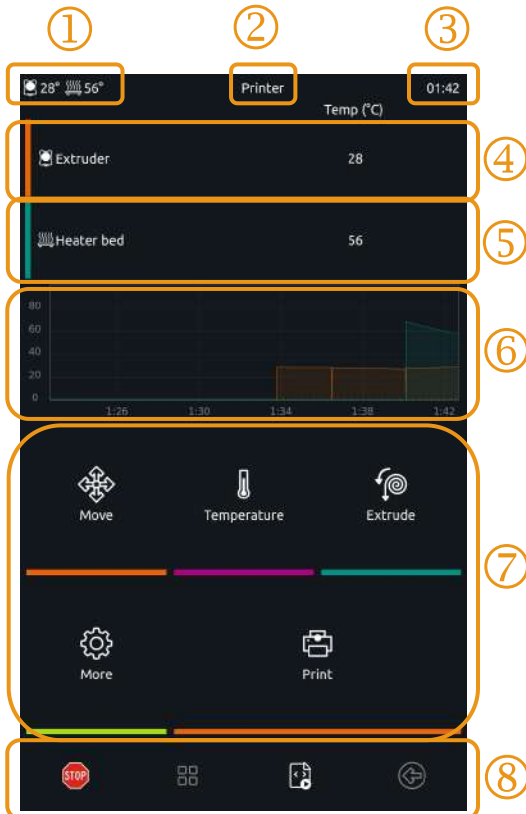 ① ② ③
28° 56° Printer 01:42
Temp (°C)
Extruder 28 ④
Heater bed 56 ⑤
80
60
40
20
0
⑥
1:26 1:30 1:34 1:38 1:42
Move Temperature Extrude
⑦
More Print
STOP ⑧